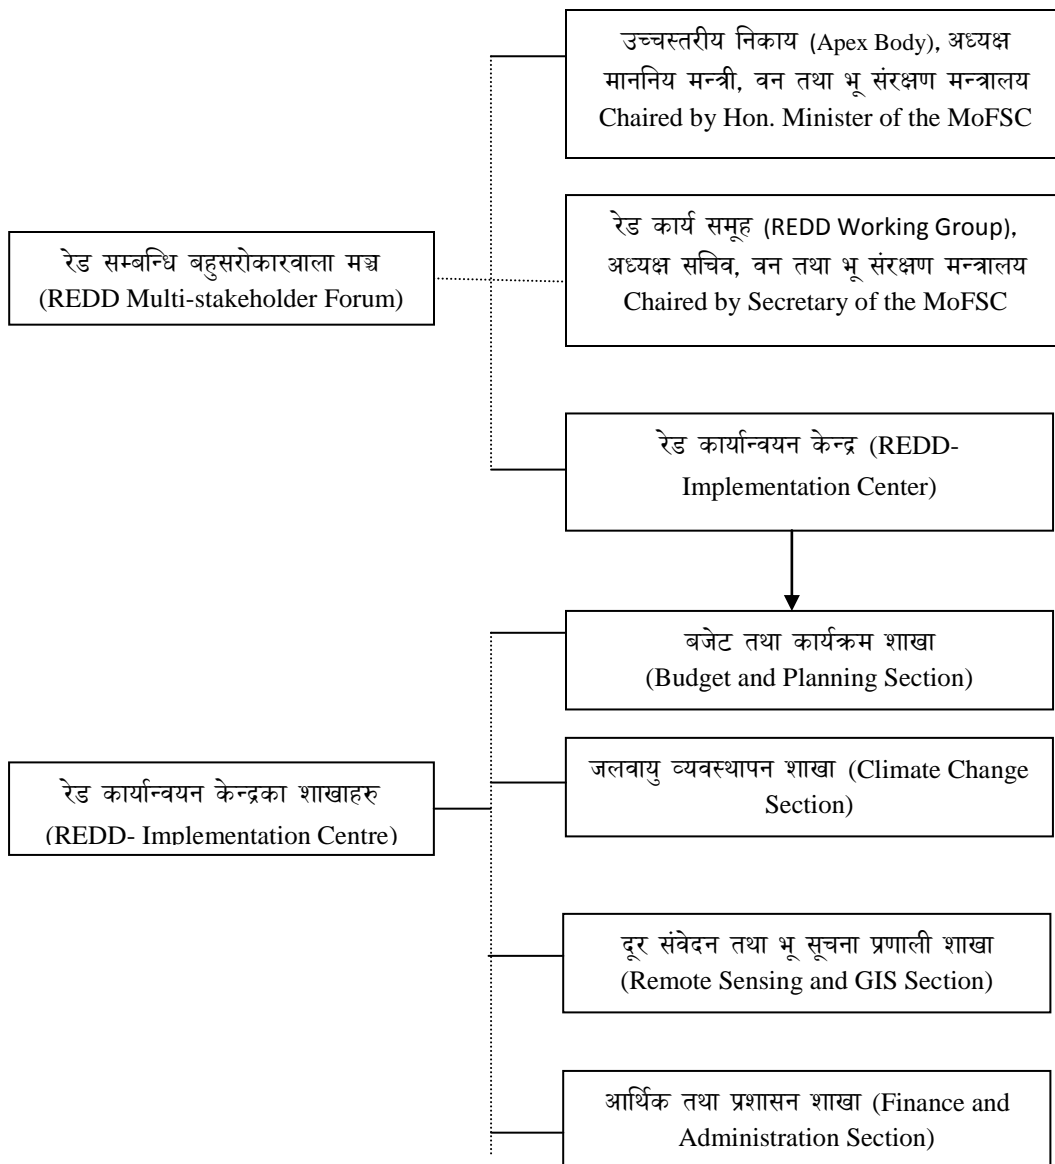 उच्चस्तरीय निकाय (Apex Body), अध्यक्ष
माननिय मन्त्री, वन तथा भू संरक्षण मन्त्रालय
Chaired by Hon. Minister of the MoFSC
रेड सम्बन्धि बहुसरोकारवाला मञ्च
(REDD Multi-stakeholder Forum)
रेड कार्य समूह (REDD Working Group),
अध्यक्ष सचिव, वन तथा भू संरक्षण मन्त्रालय
Chaired by Secretary of the MoFSC
रेड कार्यान्वयन केन्द्र (REDD-
Implementation Center)
बजेट तथा कार्यक्रम शाखा
(Budget and Planning Section)
रेड कार्यान्वयन केन्द्रका शाखाहरु
(REDD- Implementation Centre)
जलवायु व्यवस्थापन शाखा (Climate Change
Section)
दूर संवेदन तथा भू सूचना प्रणाली शाखा
(Remote Sensing and GIS Section)
आर्थिक तथा प्रशासन शाखा (Finance and
Administration Section)